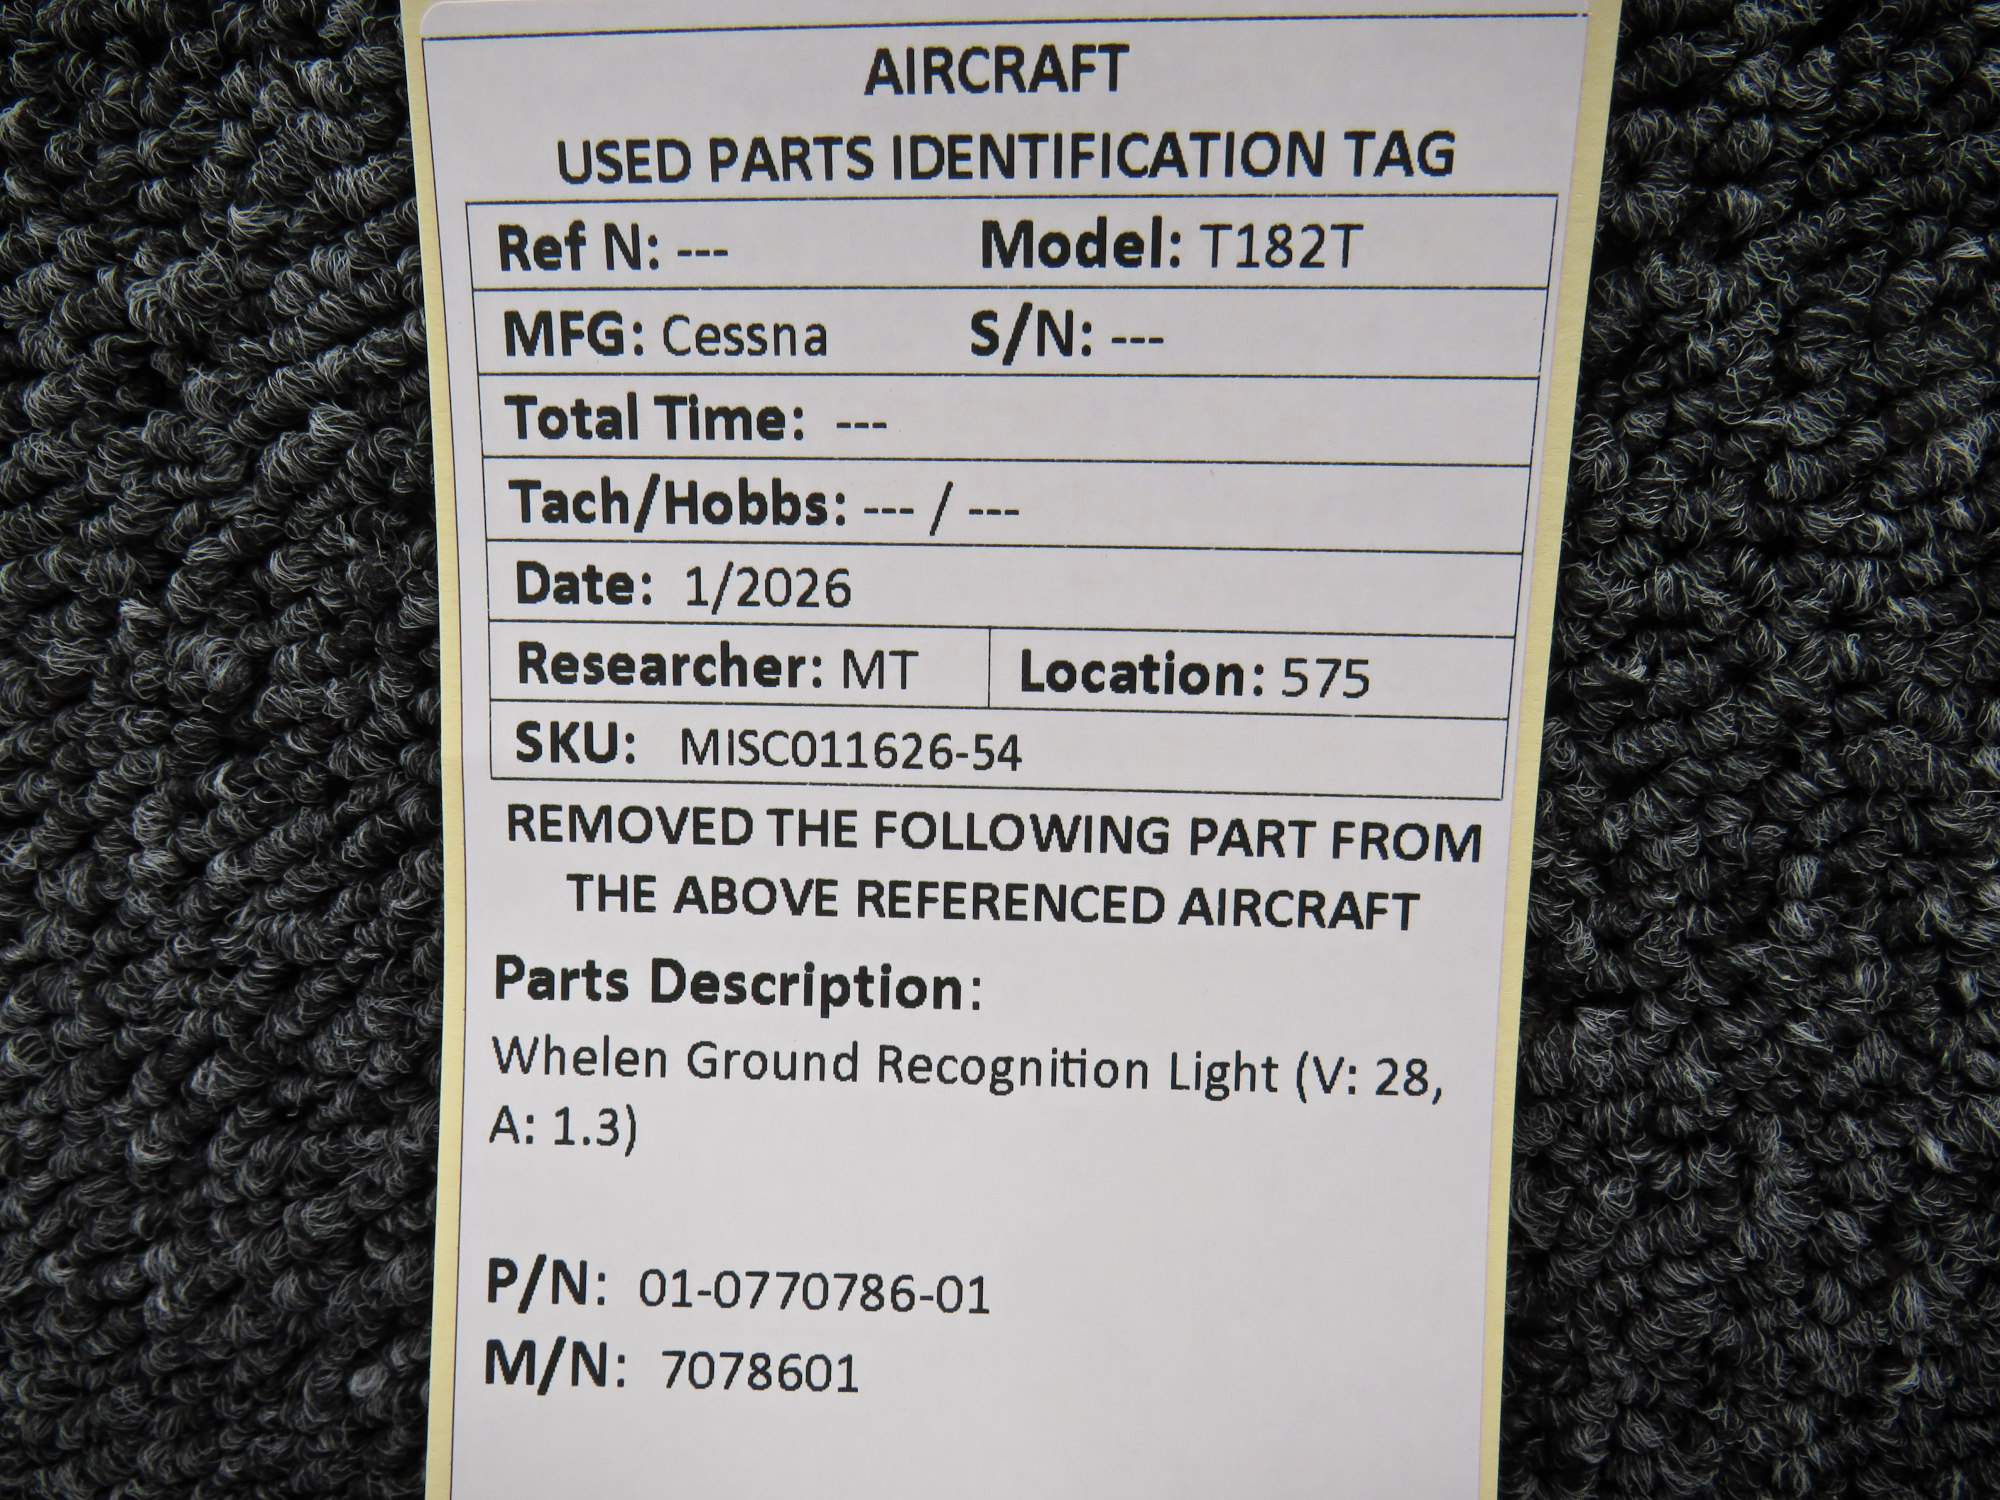 AIRCRAFT
USED PARTS IDENTIFICATION TAG
Ref N: --- Model: T182T
MFG: Cessna S/N: ---
Total Time: ---
Tach/Hobbs: --- / ---
Date: 1/2026
Researcher: MT Location: 575
SKU: MISC011626-54
REMOVED THE FOLLOWING PART FROM
THE ABOVE REFERENCED AIRCRAFT
Parts Description:
Whelen Ground Recognition Light (V: 28,
A: 1.3)
P/N: 01-0770786-01
M/N: 7078601